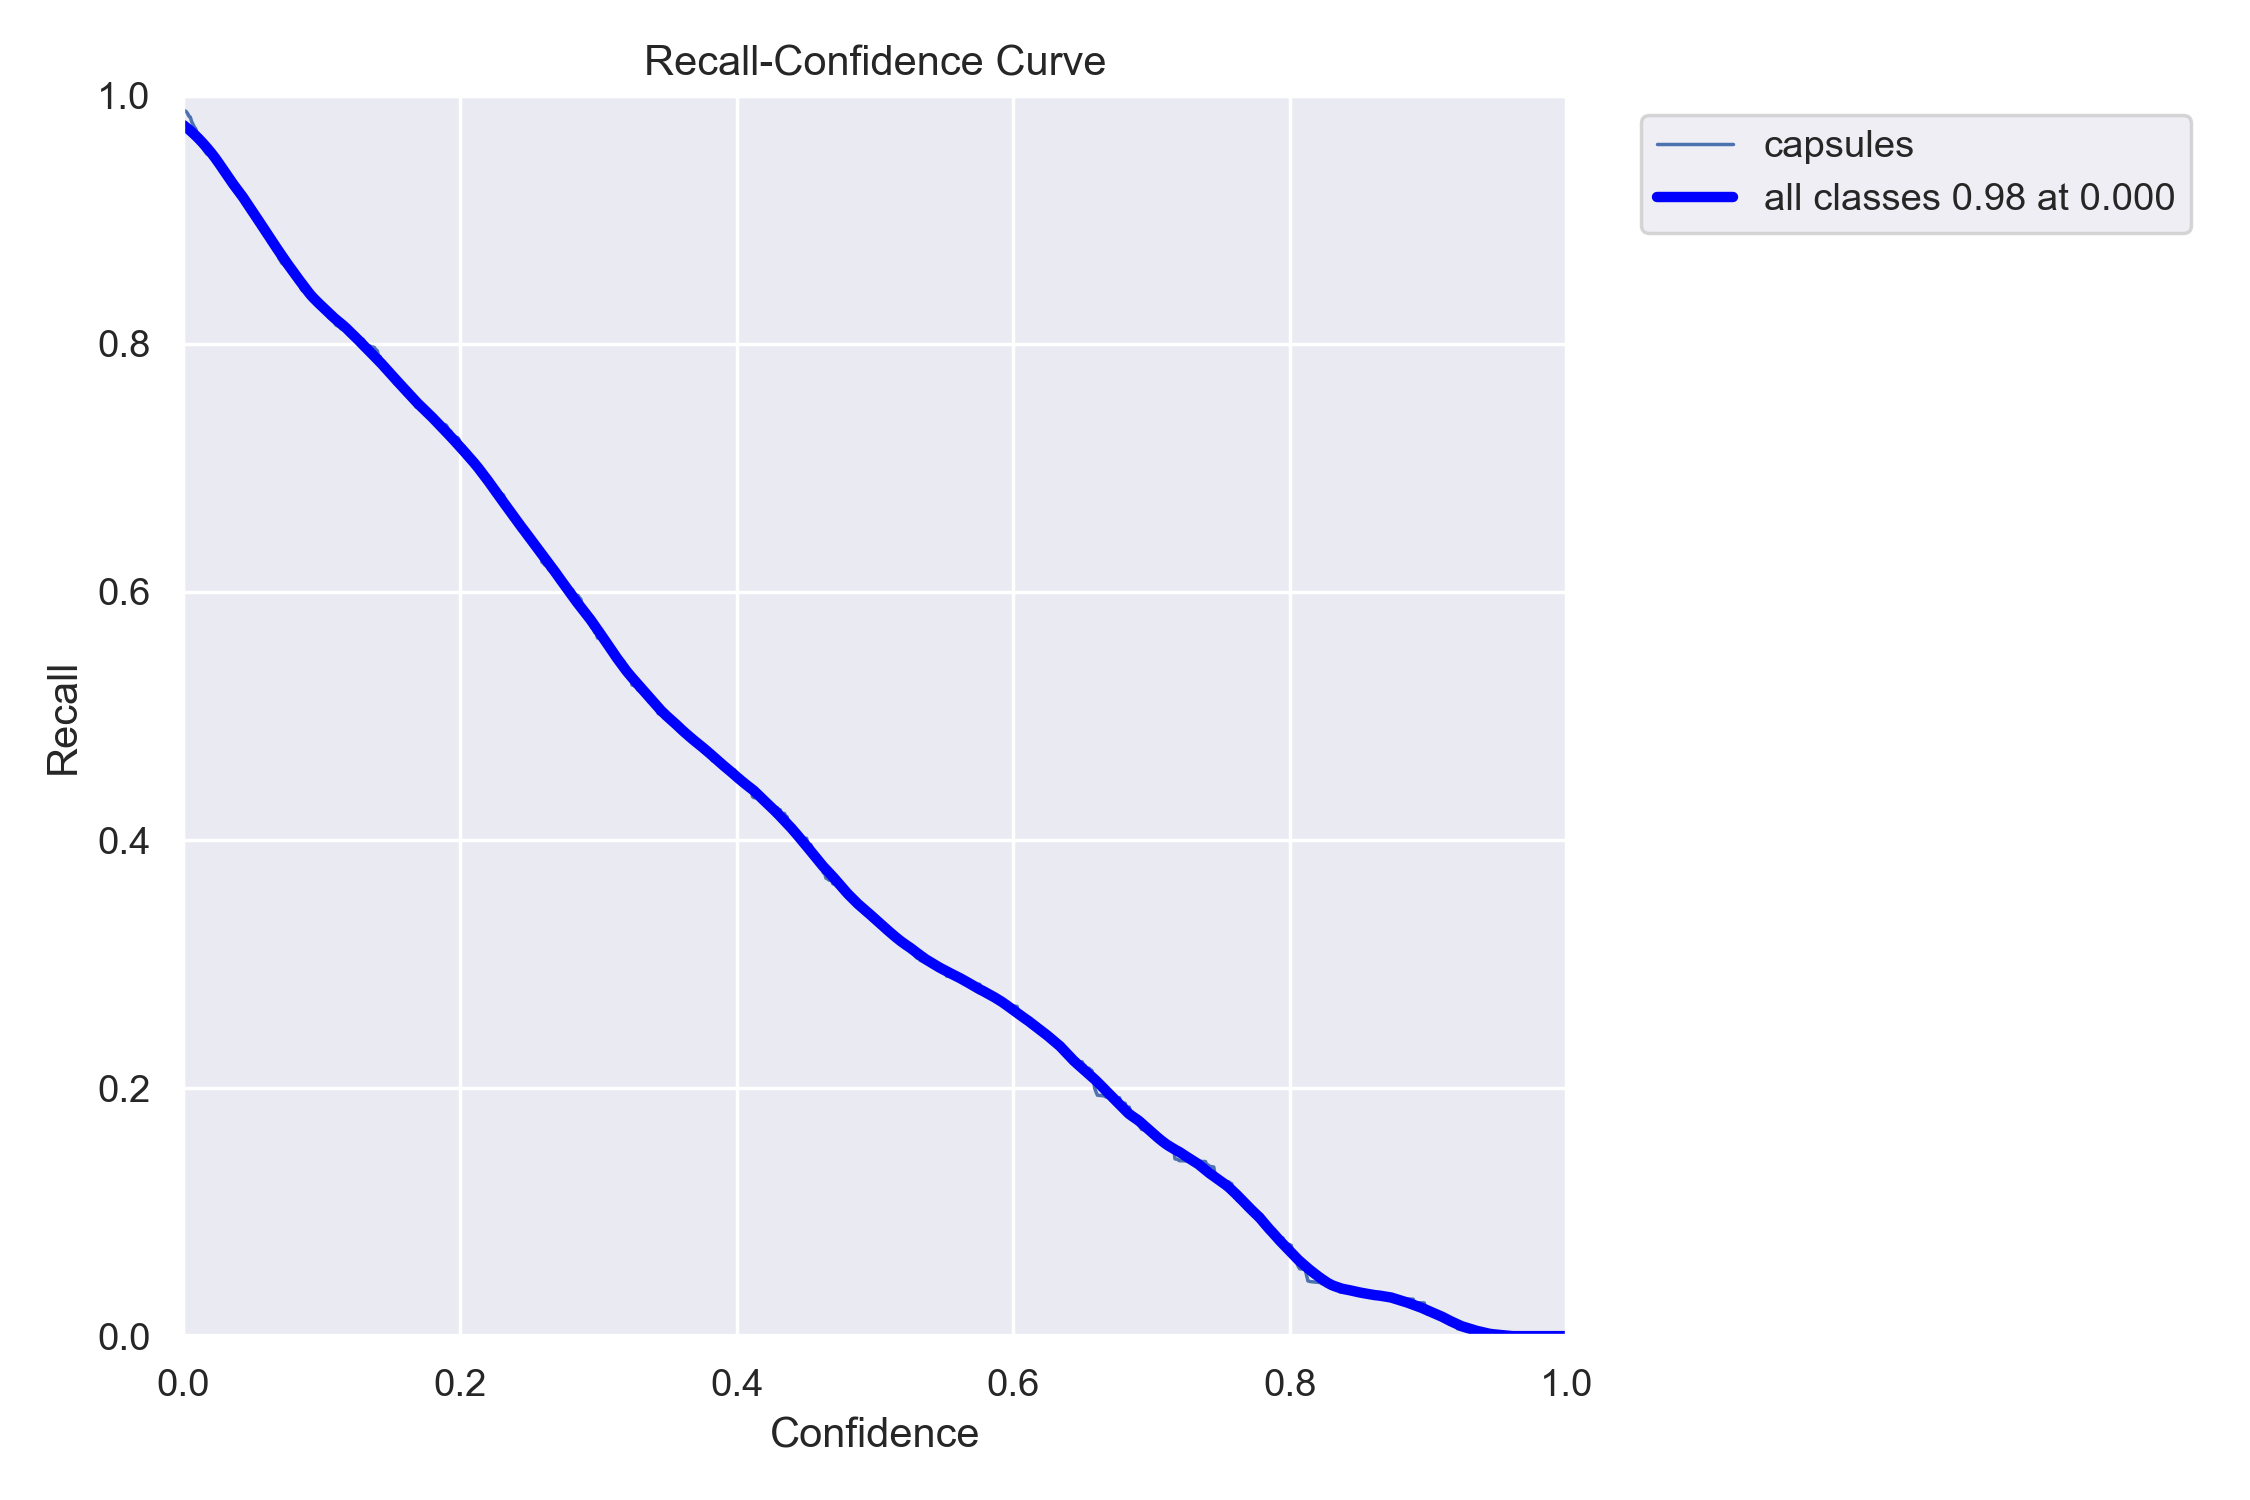 Recall-Confidence Curve
1.0
0.8
0.6
0.4
0.2
0.0
Recall
0.0 0.2 0.4 0.6 0.8 1.0
Confidence
capsules
all classes 0.98 at 0.000